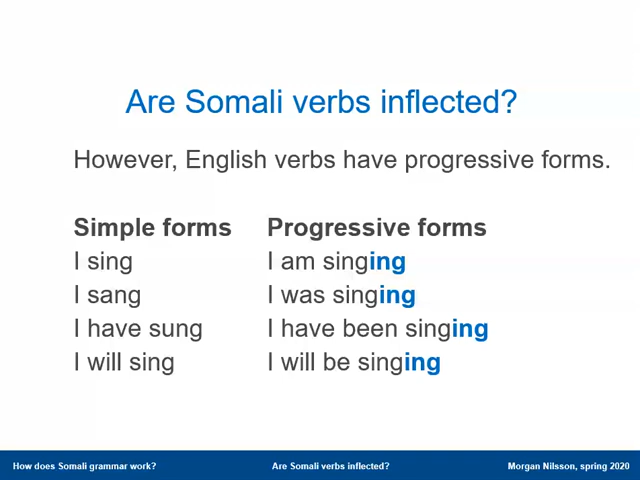 Are Somali verbs inflected?
However, English verbs have progressive forms.
Simple forms Progressive forms
I sing I am singing
I sang I was singing
I have sung I have been singing
I will sing I will be singing
How does Somali grammar work? Are Somali verbs inflected? Morgan Nilsson, spring 2020